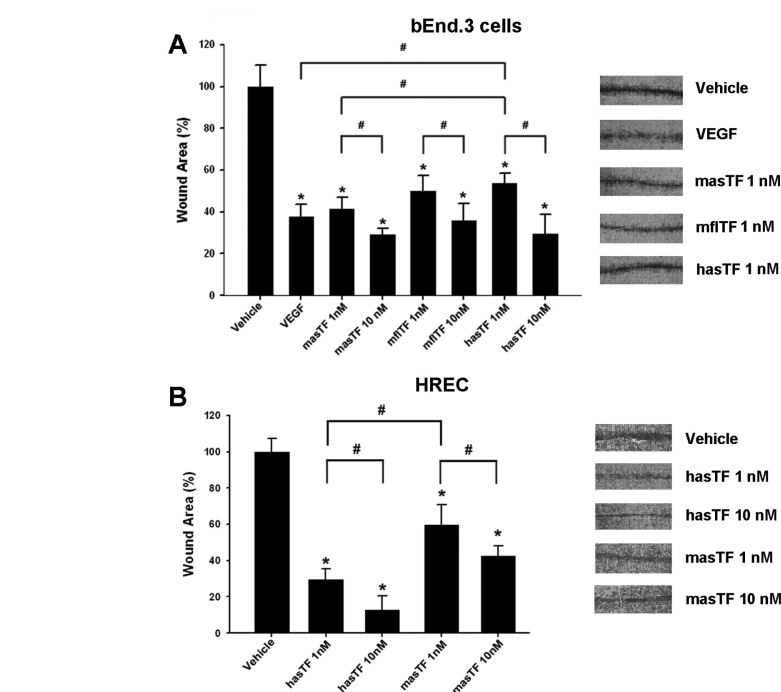 bEnd.3 cells
A
Wound Area (%)
120
100
80
60
40
20
0
#
#
# # #
* * * * * * *
Vehicle
VEGF
masTF 1nM
masTF 10 nM
mflTF 1nM
mflTF 10nM
hasTF 1nM
hasTF 10nM
Vehicle
VEGF
masTF 1 nM
mflTF 1 nM
hasTF 1 nM
HREC
B
Wound Area (%)
120
100
80
60
40
20
0
#
# #
* * * *
Vehicle
hasTF 1nM
hasTF 10nM
masTF 1nM
masTF 10nM
Vehicle
hasTF 1 nM
hasTF 10 nM
masTF 1 nM
masTF 10 nM